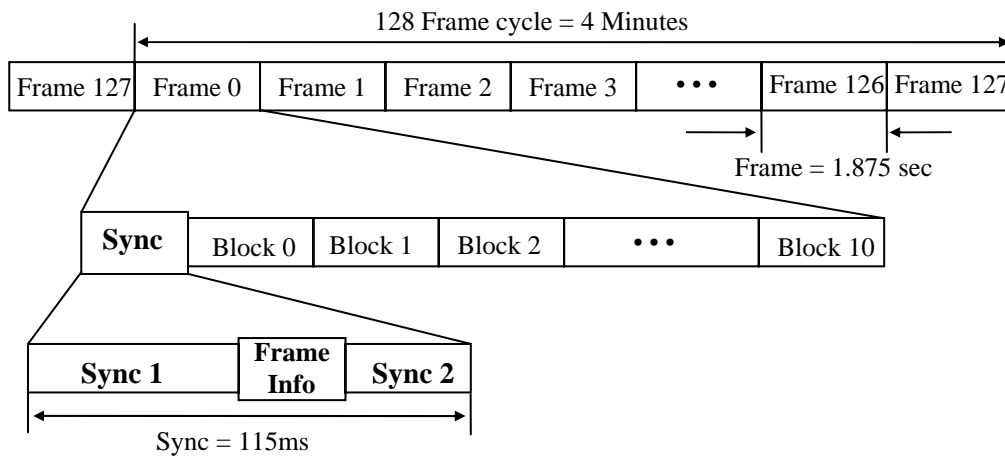 128 Frame cycle = 4 Minutes
Frame 127 Frame 0 Frame 1 Frame 2 Frame 3 ••• Frame 126 Frame 127
Frame = 1.875 sec
Sync Block 0 Block 1 Block 2 ••• Block 10
Sync 1 Frame Info Sync 2
Sync = 115ms